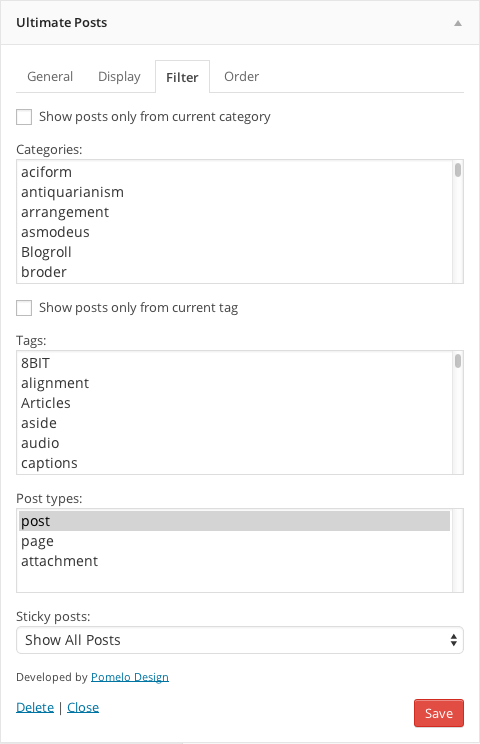 Ultimate Posts
General Display Filter Order
Show posts only from current category
Categories:
aciform
antiquarianism
arrangement
asmodeus
Blogroll
broder
Show posts only from current tag
Tags:
8BIT
alignment
Articles
aside
audio
captions
Post types:
post
page
attachment
Sticky posts:
Show All Posts
Developed by Pomelo Design
Delete | Close
Save